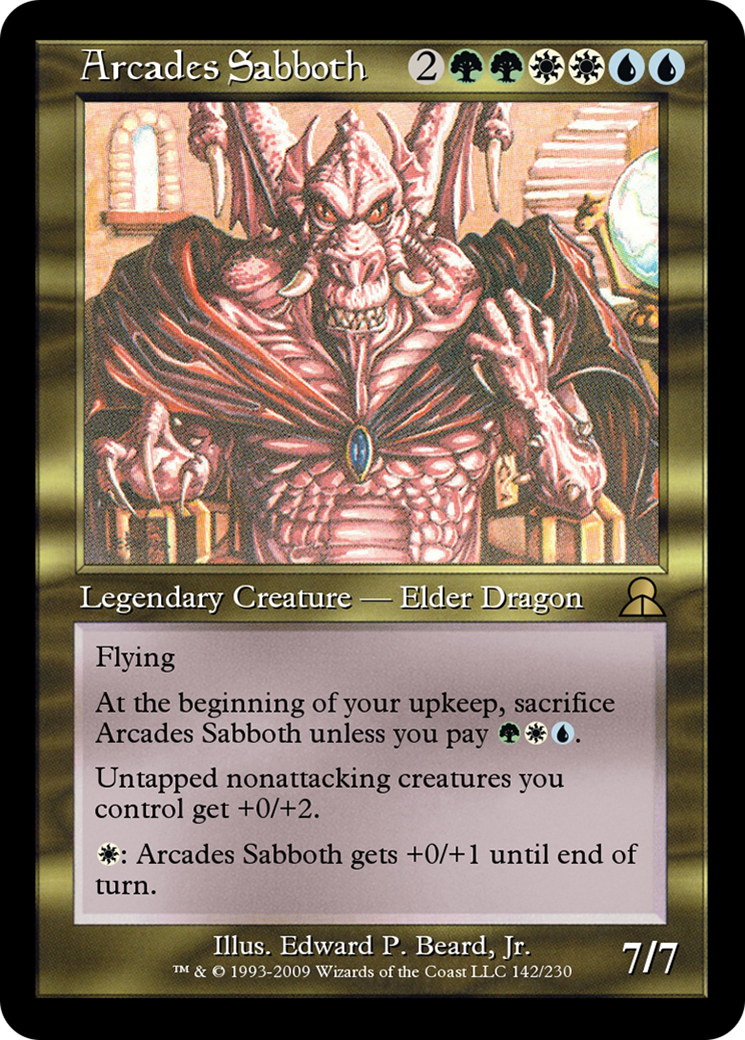 Arcades Sabboth 2
Legendary Creature — Elder Dragon
Flying
At the beginning of your upkeep, sacrifice
Arcades Sabboth unless you pay .
Untapped nonattacking creatures you
control get +0/+2.
: Arcades Sabboth gets +0/+1 until end of
turn.
Illus. Edward P. Beard, Jr.
™ & © 1993-2009 Wizards of the Coast LLC 142/230
7/7